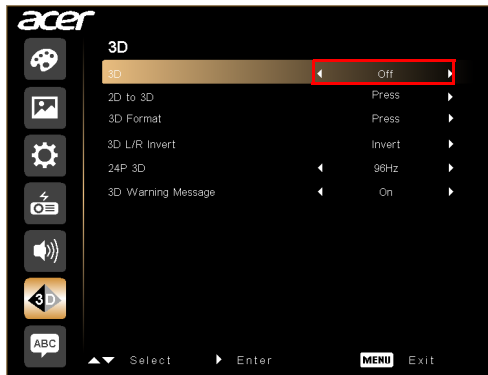 acer
3D
3D Off
2D to 3D Press
3D Format Press
3D L/R Invert Invert
24P 3D 96Hz
3D Warning Message On
3D
ABC
Select Enter MENU Exit